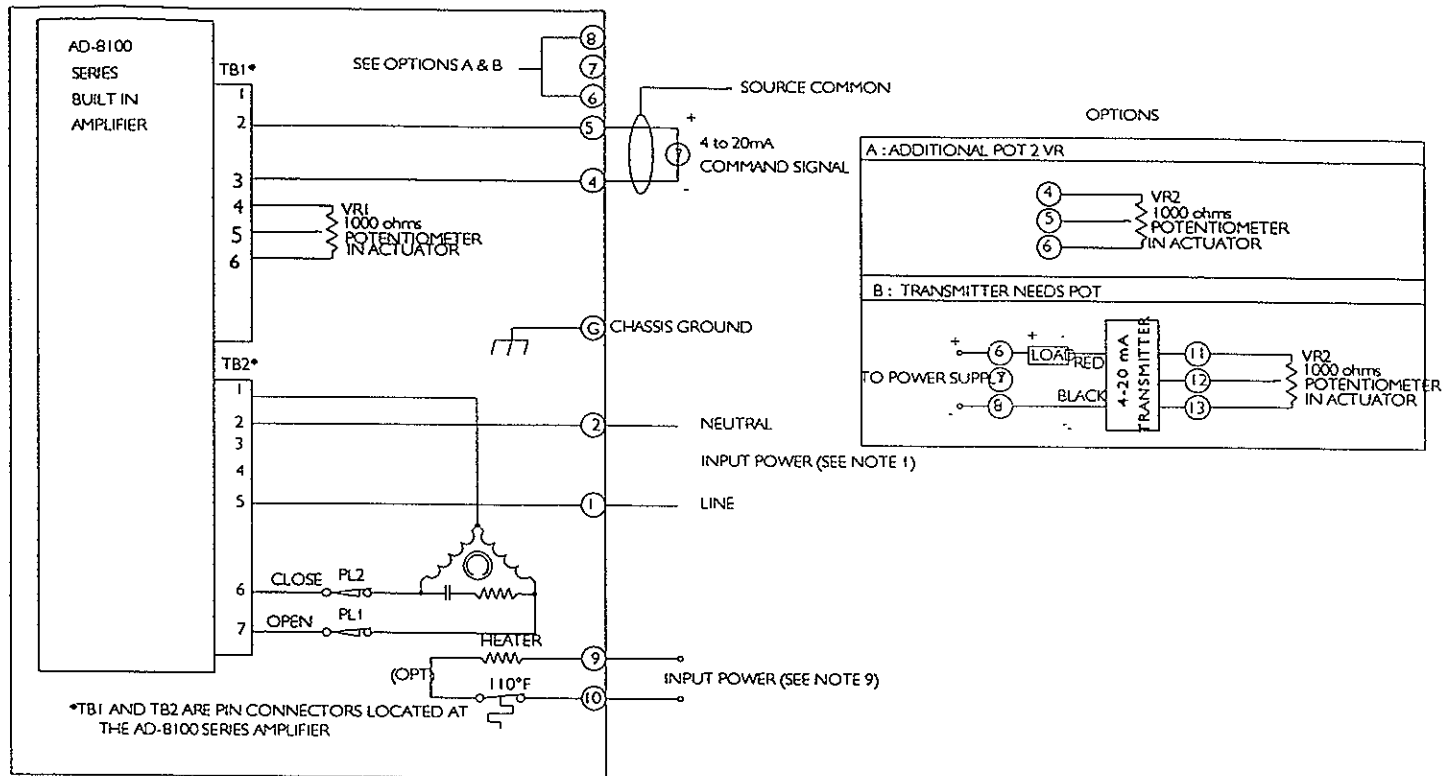 AD-8100
SERIES
BUILT IN
AMPLIFIER
TB1*
1
2
3
4
5
6
SEE OPTIONS A & B
8
7
6
5
4
SOURCE COMMON
+
4 to 20mA
COMMAND SIGNAL
-
VR1
1000 ohms
POTENTIOMETER
IN ACTUATOR
G CHASSIS GROUND
TB2*
1
2
3
4
5
6
7
2 NEUTRAL
INPUT POWER (SEE NOTE 1)
1 LINE
CLOSE PL2
OPEN PL1
HEATER
(OPT)
110°F
9
10
INPUT POWER (SEE NOTE 9)
*TB1 AND TB2 ARE PIN CONNECTORS LOCATED AT
THE AD-8100 SERIES AMPLIFIER
OPTIONS
A : ADDITIONAL POT 2 VR
4
5
6
VR2
1000 ohms
POTENTIOMETER
IN ACTUATOR
B : TRANSMITTER NEEDS POT
+ 6 + LOAD - RED
TO POWER SUPPLY 7
- 8 BLACK -
4-20 mA
TRANSMITTER
11
12
13
VR2
1000 ohms
POTENTIOMETER
IN ACTUATOR